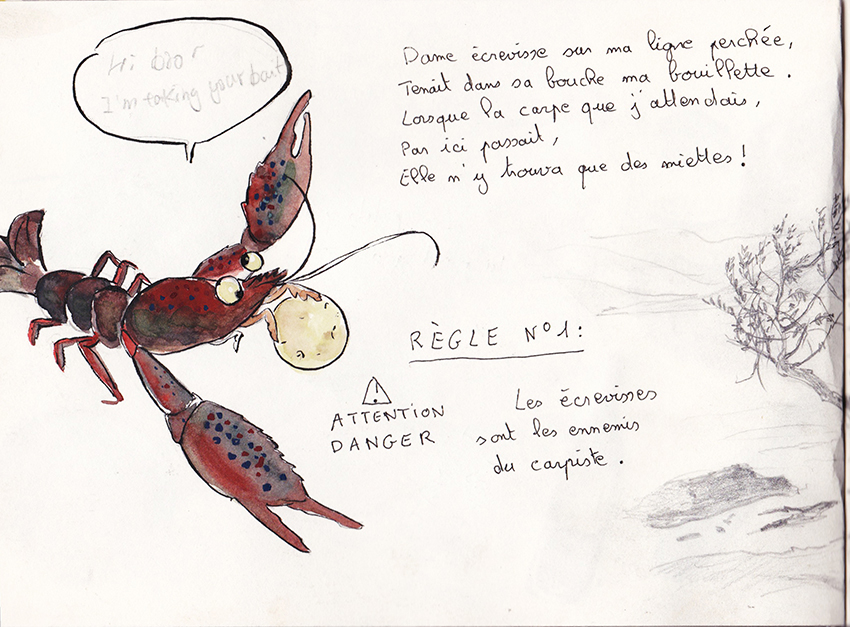 Hi bro!
I'm taking your bait
Dame écrevisse sur ma ligne perchée,
Tenait dans sa bouche ma bouillette.
Lorsque la carpe que j'attendais,
Par ici passait,
Elle n'y trouva que des miettes !
RÈGLE N°1:
ATTENTION
DANGER
Les écrevisses
sont les ennemis
du carpiste.